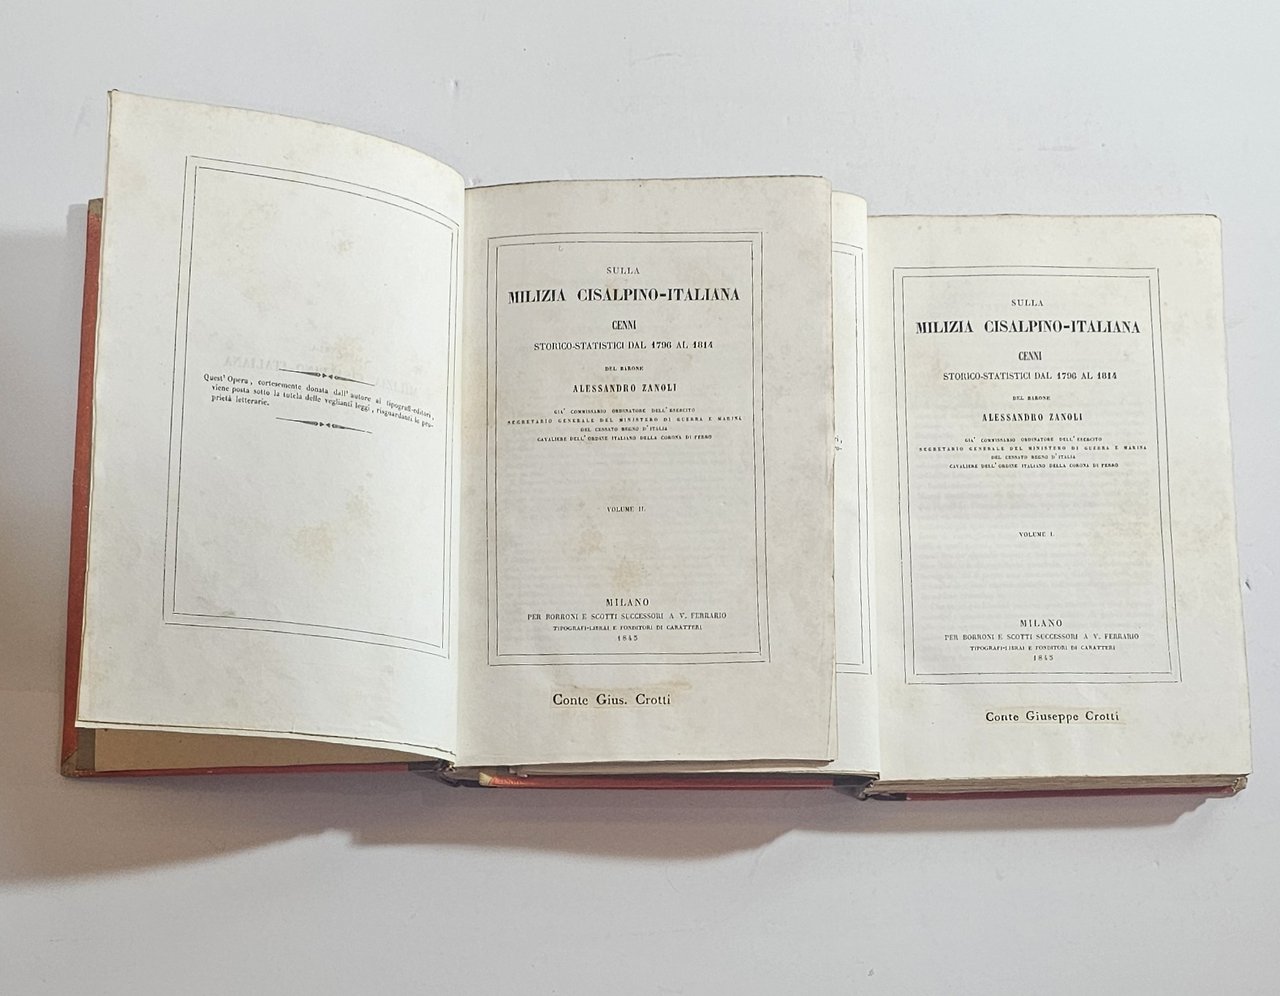 Quest' Opera, cortesemente donata dall' autore ai tipografi-editori,
viene posta sotto la tutela delle veglianti leggi, risguardanti le pro-
prietà letterarie.
SULLA
MILIZIA CISALPINO-ITALIANA
CENNI
STORICO-STATISTICI DAL 1796 AL 1814
DEL BARONE
ALESSANDRO ZANOLI
GIA' COMMISSARIO ORDINATORE DELL' ESERCITO
SEGRETARIO GENERALE DEL MINISTERO DI GUERRA E MARINA
DEL CESSATO REGNO D' ITALIA
CAVALIERE DELL' ORDINE ITALIANO DELLA CORONA DI FERRO
VOLUME II.
MILANO
PER BORRONI E SCOTTI SUCCESSORI A V. FERRARIO
TIPOGRAFI-LIBRAI E FONDITORI DI CARATTERI
1845
Conte Gius. Crotti
SULLA
MILIZIA CISALPINO-ITALIANA
CENNI
STORICO-STATISTICI DAL 1796 AL 1814
DEL BARONE
ALESSANDRO ZANOLI
GIA' COMMISSARIO ORDINATORE DELL' ESERCITO
SEGRETARIO GENERALE DEL MINISTERO DI GUERRA E MARINA
DEL CESSATO REGNO D' ITALIA
CAVALIERE DELL' ORDINE ITALIANO DELLA CORONA DI FERRO
VOLUME I.
MILANO
PER BORRONI E SCOTTI SUCCESSORI A V. FERRARIO
TIPOGRAFI-LIBRAI E FONDITORI DI CARATTERI
1845
Conte Giuseppe Crotti